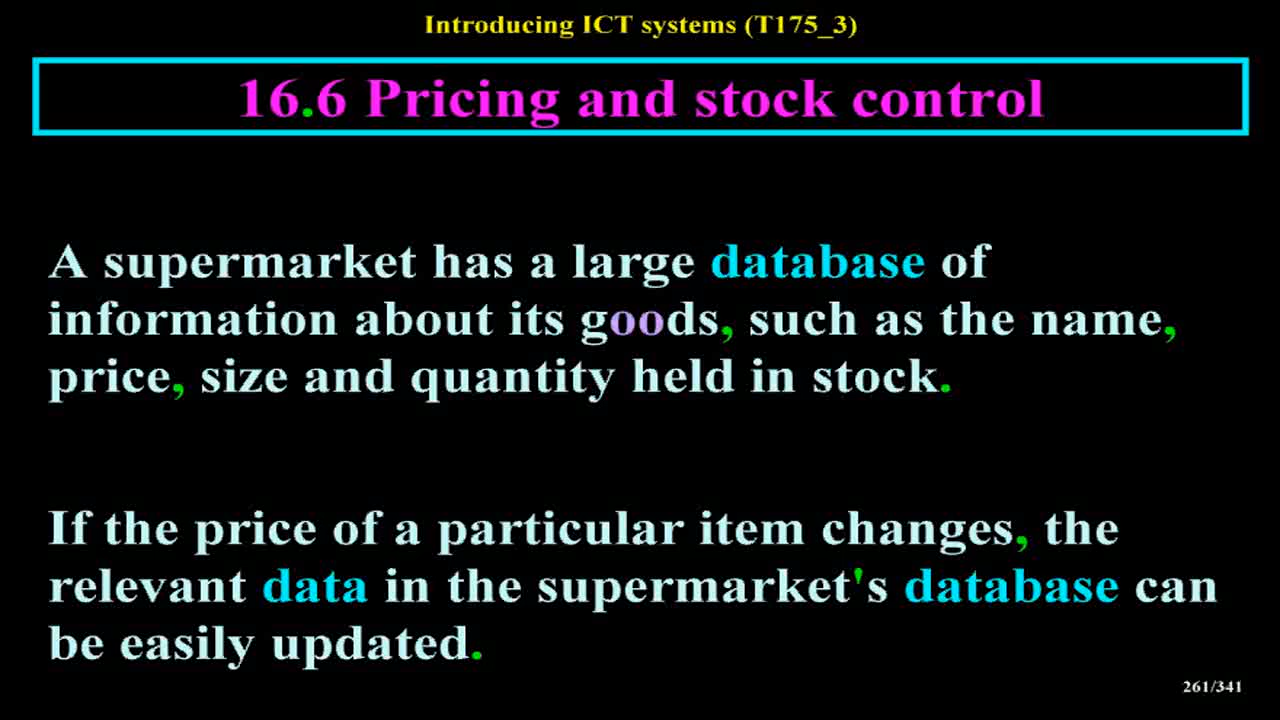 Introducing ICT systems (T175_3)
16.6 Pricing and stock control
A supermarket has a large database of
information about its goods, such as the name,
price, size and quantity held in stock.
If the price of a particular item changes, the
relevant data in the supermarket's database can
be easily updated.
261/341